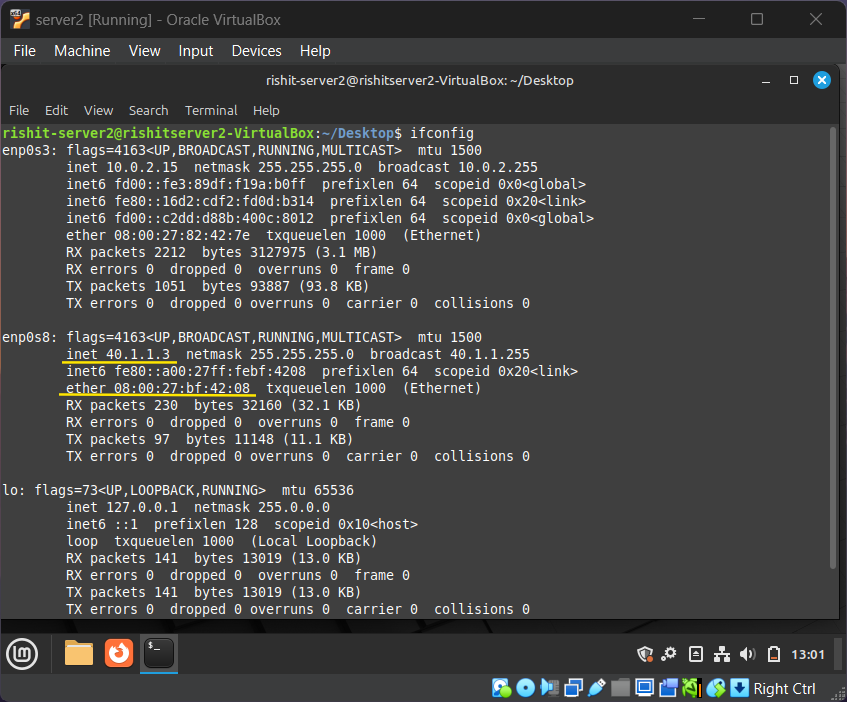 server2 [Running] - Oracle VirtualBox
File Machine View Input Devices Help
rishit-server2@rishitserver2-VirtualBox: ~/Desktop
File Edit View Search Terminal Help
rishit-server2@rishitserver2-VirtualBox:~/Desktop$ ifconfig
enp0s3: flags=4163<UP,BROADCAST,RUNNING,MULTICAST>  mtu 1500
        inet 10.0.2.15  netmask 255.255.255.0  broadcast 10.0.2.255
        inet6 fd00::fe3:89df:f19a:b0ff  prefixlen 64  scopeid 0x0<global>
        inet6 fe80::16d2:cdf2:fd0d:b314  prefixlen 64  scopeid 0x20<link>
        inet6 fd00::c2dd:d88b:400c:8012  prefixlen 64  scopeid 0x0<global>
        ether 08:00:27:82:42:7e  txqueuelen 1000  (Ethernet)
        RX packets 2212  bytes 3127975 (3.1 MB)
        RX errors 0  dropped 0  overruns 0  frame 0
        TX packets 1051  bytes 93887 (93.8 KB)
        TX errors 0  dropped 0 overruns 0  carrier 0  collisions 0
enp0s8: flags=4163<UP,BROADCAST,RUNNING,MULTICAST>  mtu 1500
        inet 40.1.1.3  netmask 255.255.255.0  broadcast 40.1.1.255
        inet6 fe80::a00:27ff:febf:4208  prefixlen 64  scopeid 0x20<link>
        ether 08:00:27:bf:42:08  txqueuelen 1000  (Ethernet)
        RX packets 230  bytes 32160 (32.1 KB)
        RX errors 0  dropped 0  overruns 0  frame 0
        TX packets 97  bytes 11148 (11.1 KB)
        TX errors 0  dropped 0 overruns 0  carrier 0  collisions 0
lo: flags=73<UP,LOOPBACK,RUNNING>  mtu 65536
        inet 127.0.0.1  netmask 255.0.0.0
        inet6 ::1  prefixlen 128  scopeid 0x10<host>
        loop  txqueuelen 1000  (Local Loopback)
        RX packets 141  bytes 13019 (13.0 KB)
        RX errors 0  dropped 0  overruns 0  frame 0
        TX packets 141  bytes 13019 (13.0 KB)
        TX errors 0  dropped 0 overruns 0  carrier 0  collisions 0
13:01
Right Ctrl